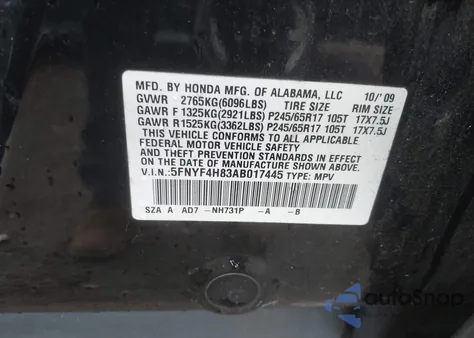 MFD. BY HONDA MFG. OF ALABAMA, LLC 10/'09
GVWR 2765KG(6096LBS) TIRE SIZE RIM SIZE
GAWR F 1325KG(2921LBS) P245/65R17 105T 17X7.5J
GAWR R 1525KG(3362LBS) P245/65R17 105T 17X7.5J
THIS VEHICLE CONFORMS TO ALL APPLICABLE
FEDERAL MOTOR VEHICLE SAFETY AND
THEFT PREVENTION STANDARDS IN EFFECT ON
THE DATE OF MANUFACTURE SHOWN ABOVE.
V.I.N.:5FNYF4H83AB017445 TYPE: MPV
SZA A AD7 -NH731P -A -B
autoSnap